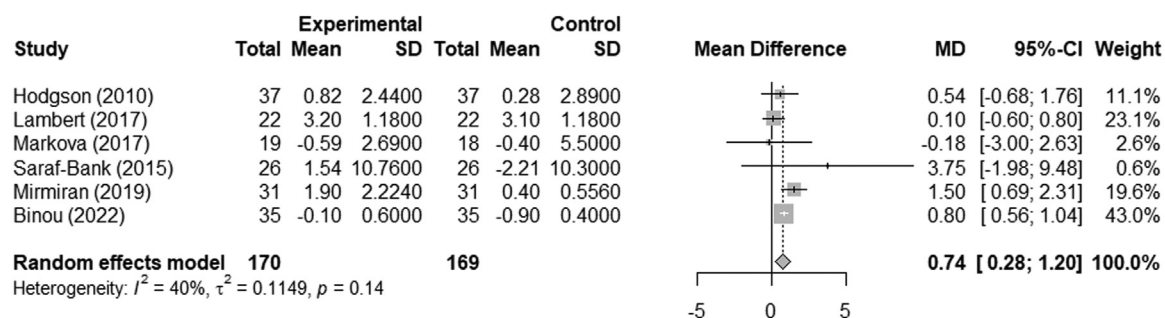 Experimental Control
Study Total Mean SD Total Mean SD Mean Difference MD 95%-CI Weight
Hodgson (2010) 37 0.82 2.4400 37 0.28 2.8900 0.54 [-0.68; 1.76] 11.1%
Lambert (2017) 22 3.20 1.1800 22 3.10 1.1800 0.10 [-0.60; 0.80] 23.1%
Markova (2017) 19 -0.59 2.6900 18 -0.40 5.5000 -0.18 [-3.00; 2.63] 2.6%
Saraf-Bank (2015) 26 1.54 10.7600 26 -2.21 10.3000 3.75 [-1.98; 9.48] 0.6%
Mirmiran (2019) 31 1.90 2.2240 31 0.40 0.5560 1.50 [0.69; 2.31] 19.6%
Binou (2022) 35 -0.10 0.6000 35 -0.90 0.4000 0.80 [0.56; 1.04] 43.0%
Random effects model 170 169 0.74 [ 0.28; 1.20] 100.0%
Heterogeneity: I² = 40%, τ² = 0.1149, p = 0.14
-5 0 5